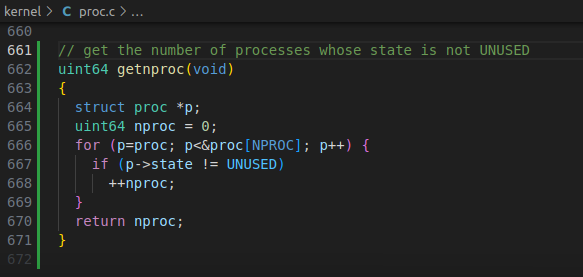 kernel > C proc.c > ...
660
661 // get the number of processes whose state is not UNUSED
662 uint64 getnproc(void)
663 {
664   struct proc *p;
665   uint64 nproc = 0;
666   for (p=proc; p<&proc[NPROC]; p++) {
667     if (p->state != UNUSED)
668       ++nproc;
669   }
670   return nproc;
671 }
672